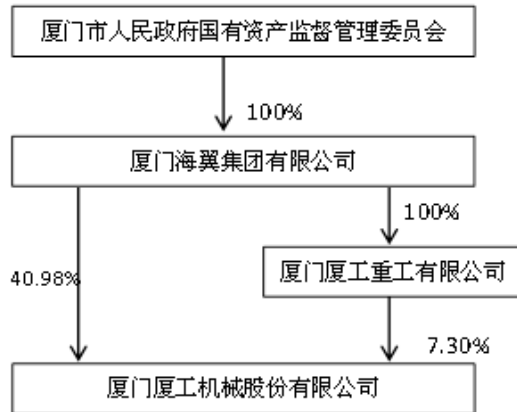 厦门市人民政府国有资产监督管理委员会
100%
厦门海翼集团有限公司
100%
厦门厦工重工有限公司
40.98%
7.30%
厦门厦工机械股份有限公司